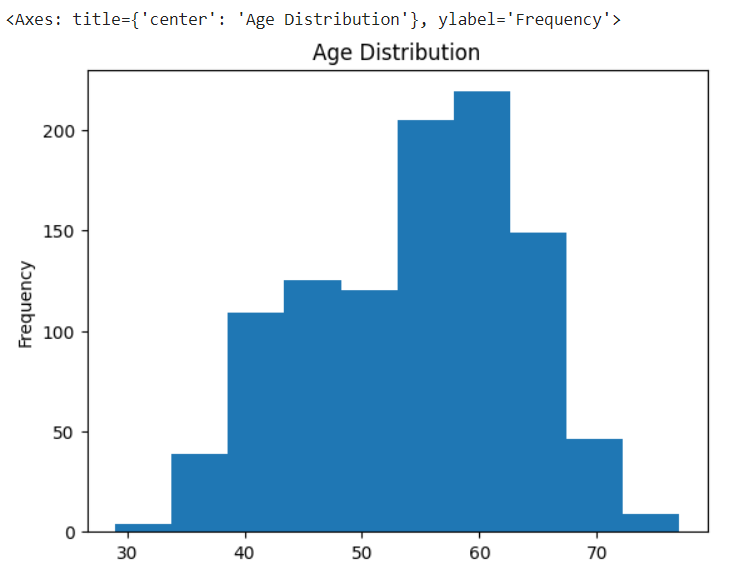 <Axes: title={'center': 'Age Distribution'}, ylabel='Frequency'>
Age Distribution
200
150
100
50
0
Frequency
30 40 50 60 70